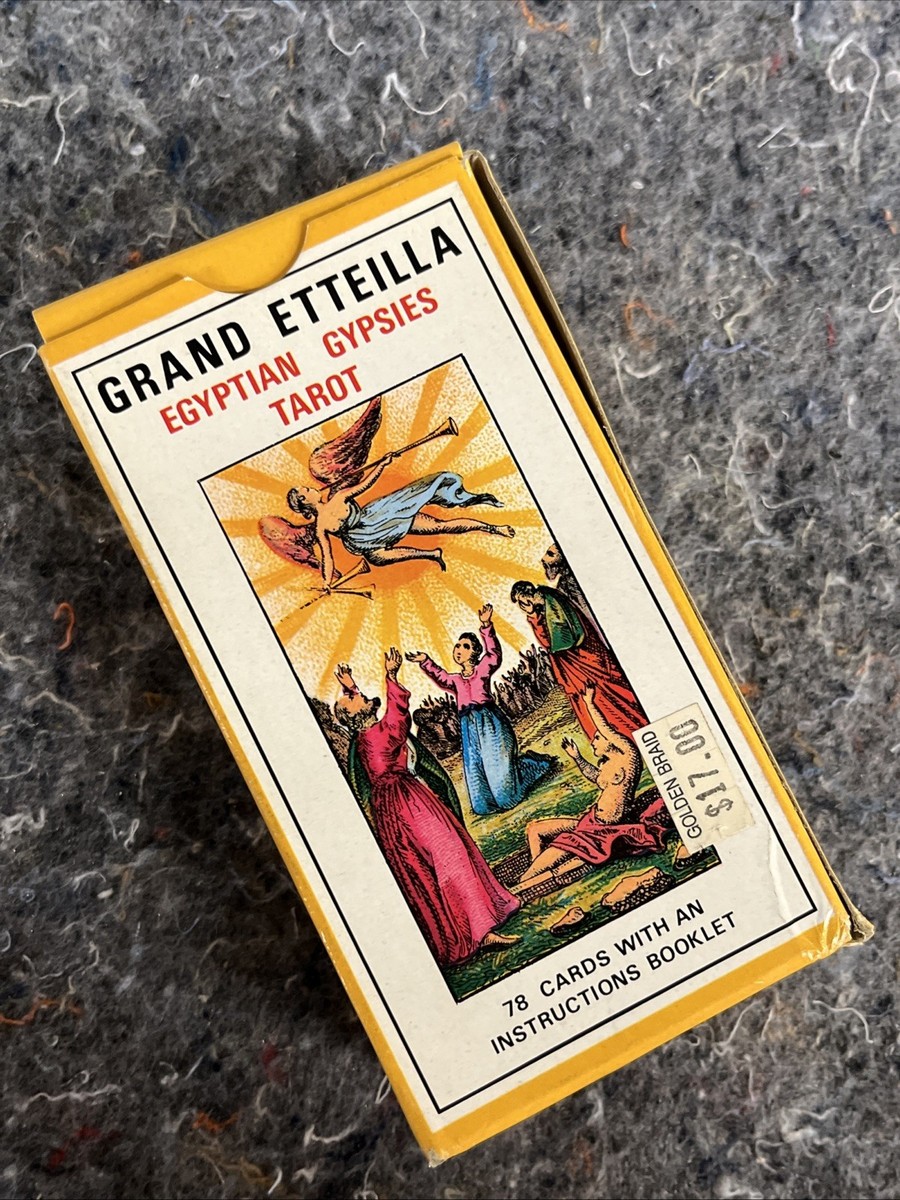 GRAND ETTEILLA
EGYPTIAN GYPSIES
TAROT
GOLDEN BRAID
$17.00
78 CARDS WITH AN
INSTRUCTIONS BOOKLET